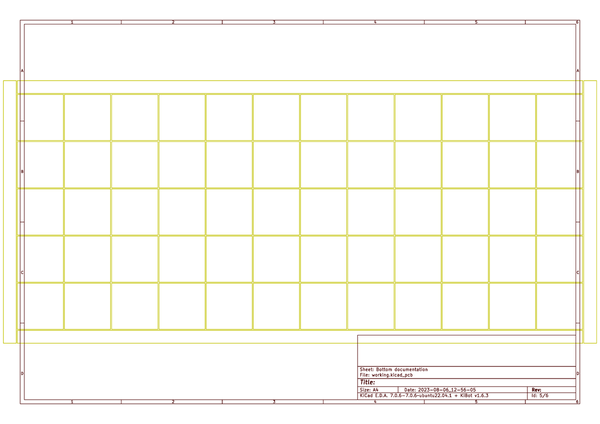 1 2 3 4 5 6
A A
B B
C C
Sheet: Bottom documentation
File: working.kicad_pcb
D D
Title:
Size: A4 Date: 2023-08-06_12-56-05 Rev:
KiCad E.D.A. 7.0.6-7.0.6~ubuntu22.04.1 + KiBot v1.6.3 Id: 5/6
1 2 3 4 5 6